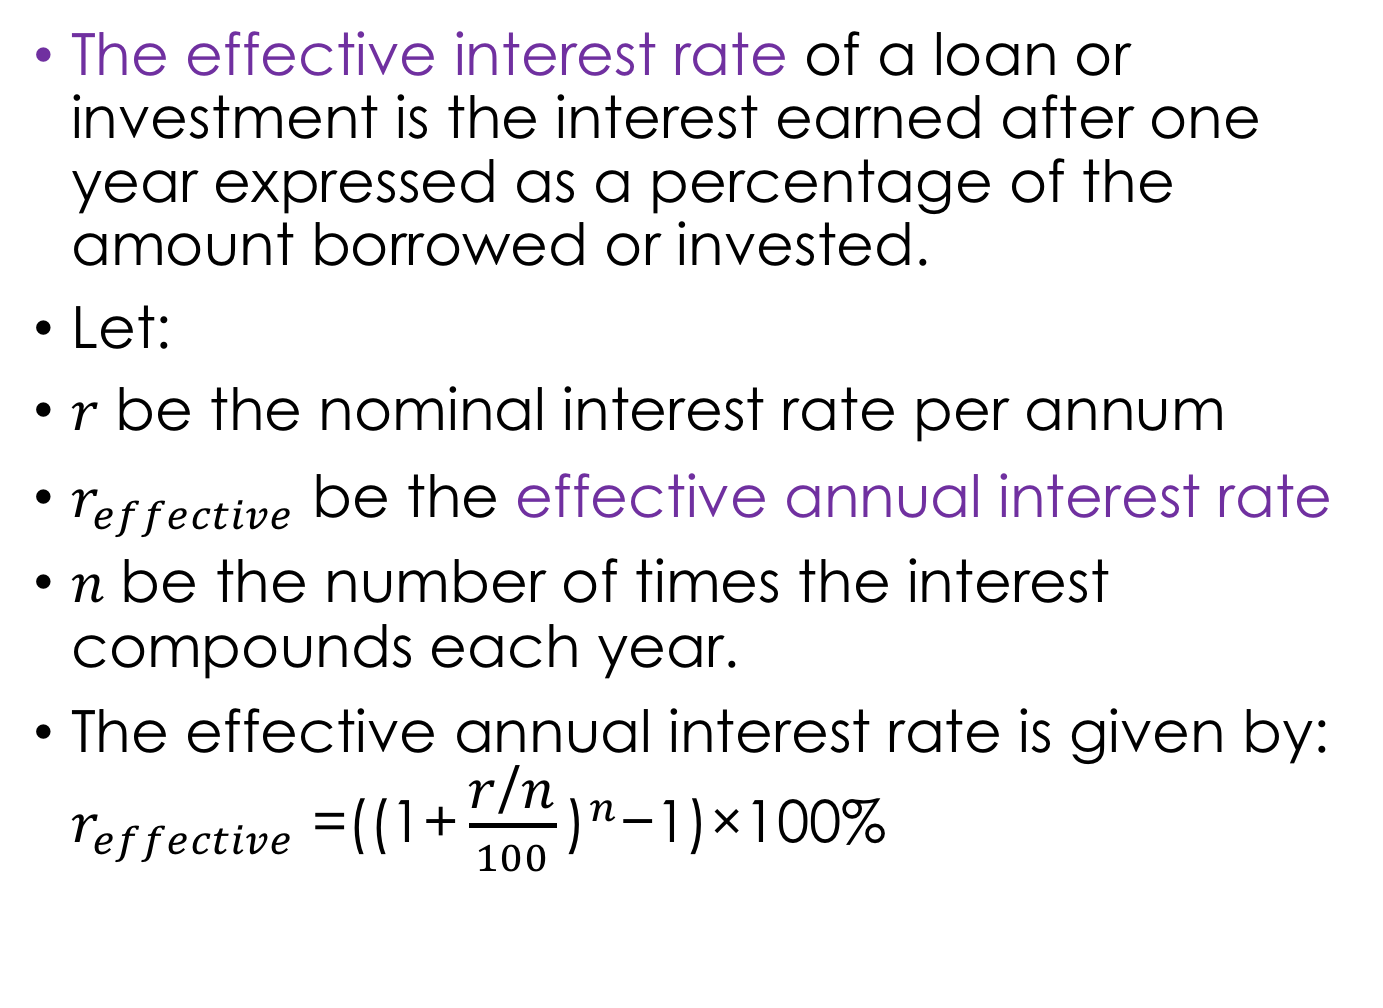 • The effective interest rate of a loan or
investment is the interest earned after one
year expressed as a percentage of the
amount borrowed or invested.
• Let:
• r be the nominal interest rate per annum
• r_effective be the effective annual interest rate
• n be the number of times the interest
compounds each year.
• The effective annual interest rate is given by:
r_effective =((1+(r/n)/100)^n−1)×100%